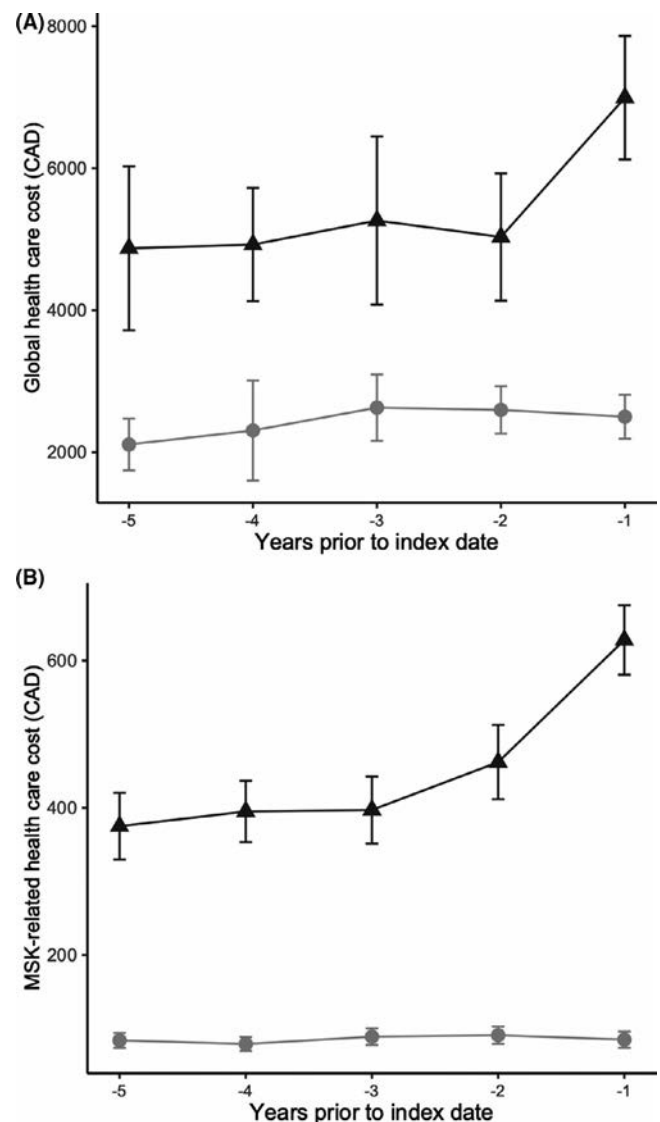 (A)
Global health care cost (CAD)
8000
6000
4000
2000
-5 -4 -3 -2 -1
Years prior to index date
(B)
MSK-related health care cost (CAD)
600
400
200
-5 -4 -3 -2 -1
Years prior to index date